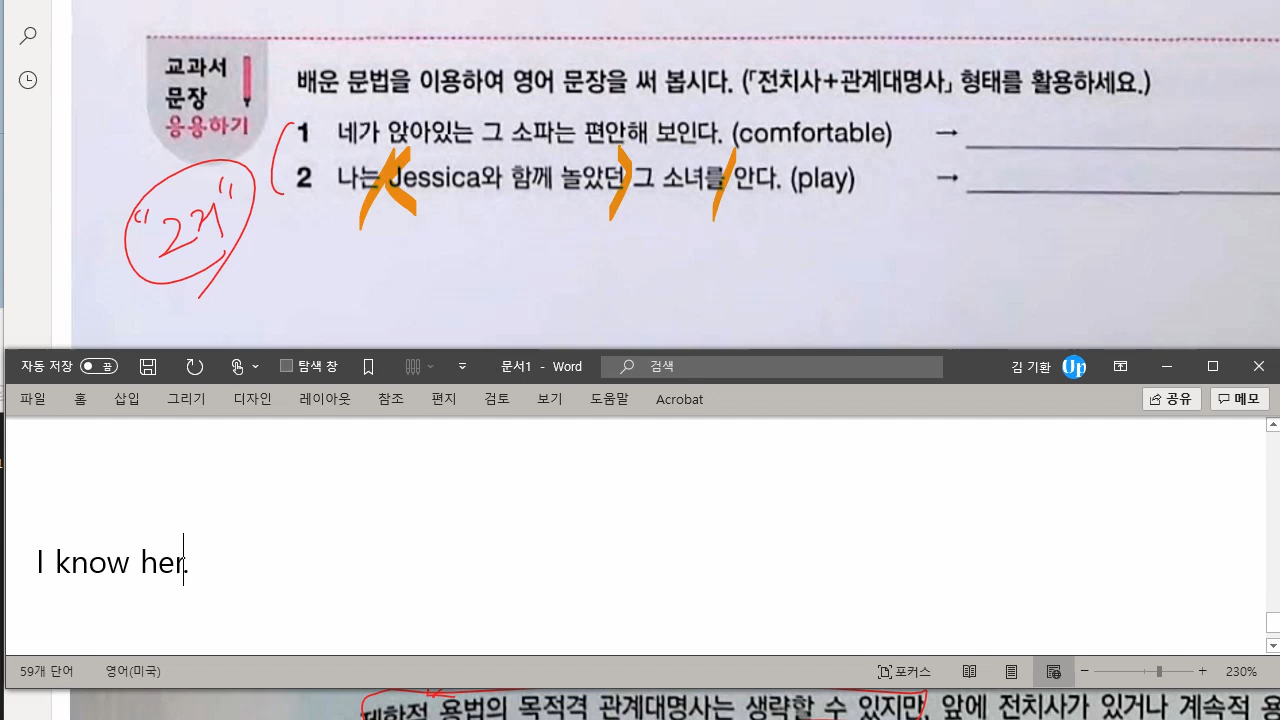 교과서
문장
응용하기
배운 문법을 이용하여 영어 문장을 써 봅시다. (「전치사+관계대명사」 형태를 활용하세요.)
1 네가 앉아있는 그 소파는 편안해 보인다. (comfortable) →
2 나는 Jessica와 함께 놀았던 그 소녀를 안다. (play) →
자동 저장 끔 탐색 창 문서1 - Word 검색 김 기환 Up
파일 홈 삽입 그리기 디자인 레이아웃 참조 편지 검토 보기 도움말 Acrobat 공유 메모
I know her.
59개 단어 영어(미국) 포커스 230%
제한적 용법의 목적격 관계대명사는 생략할 수 있지만, 앞에 전치사가 있거나 계속적 용